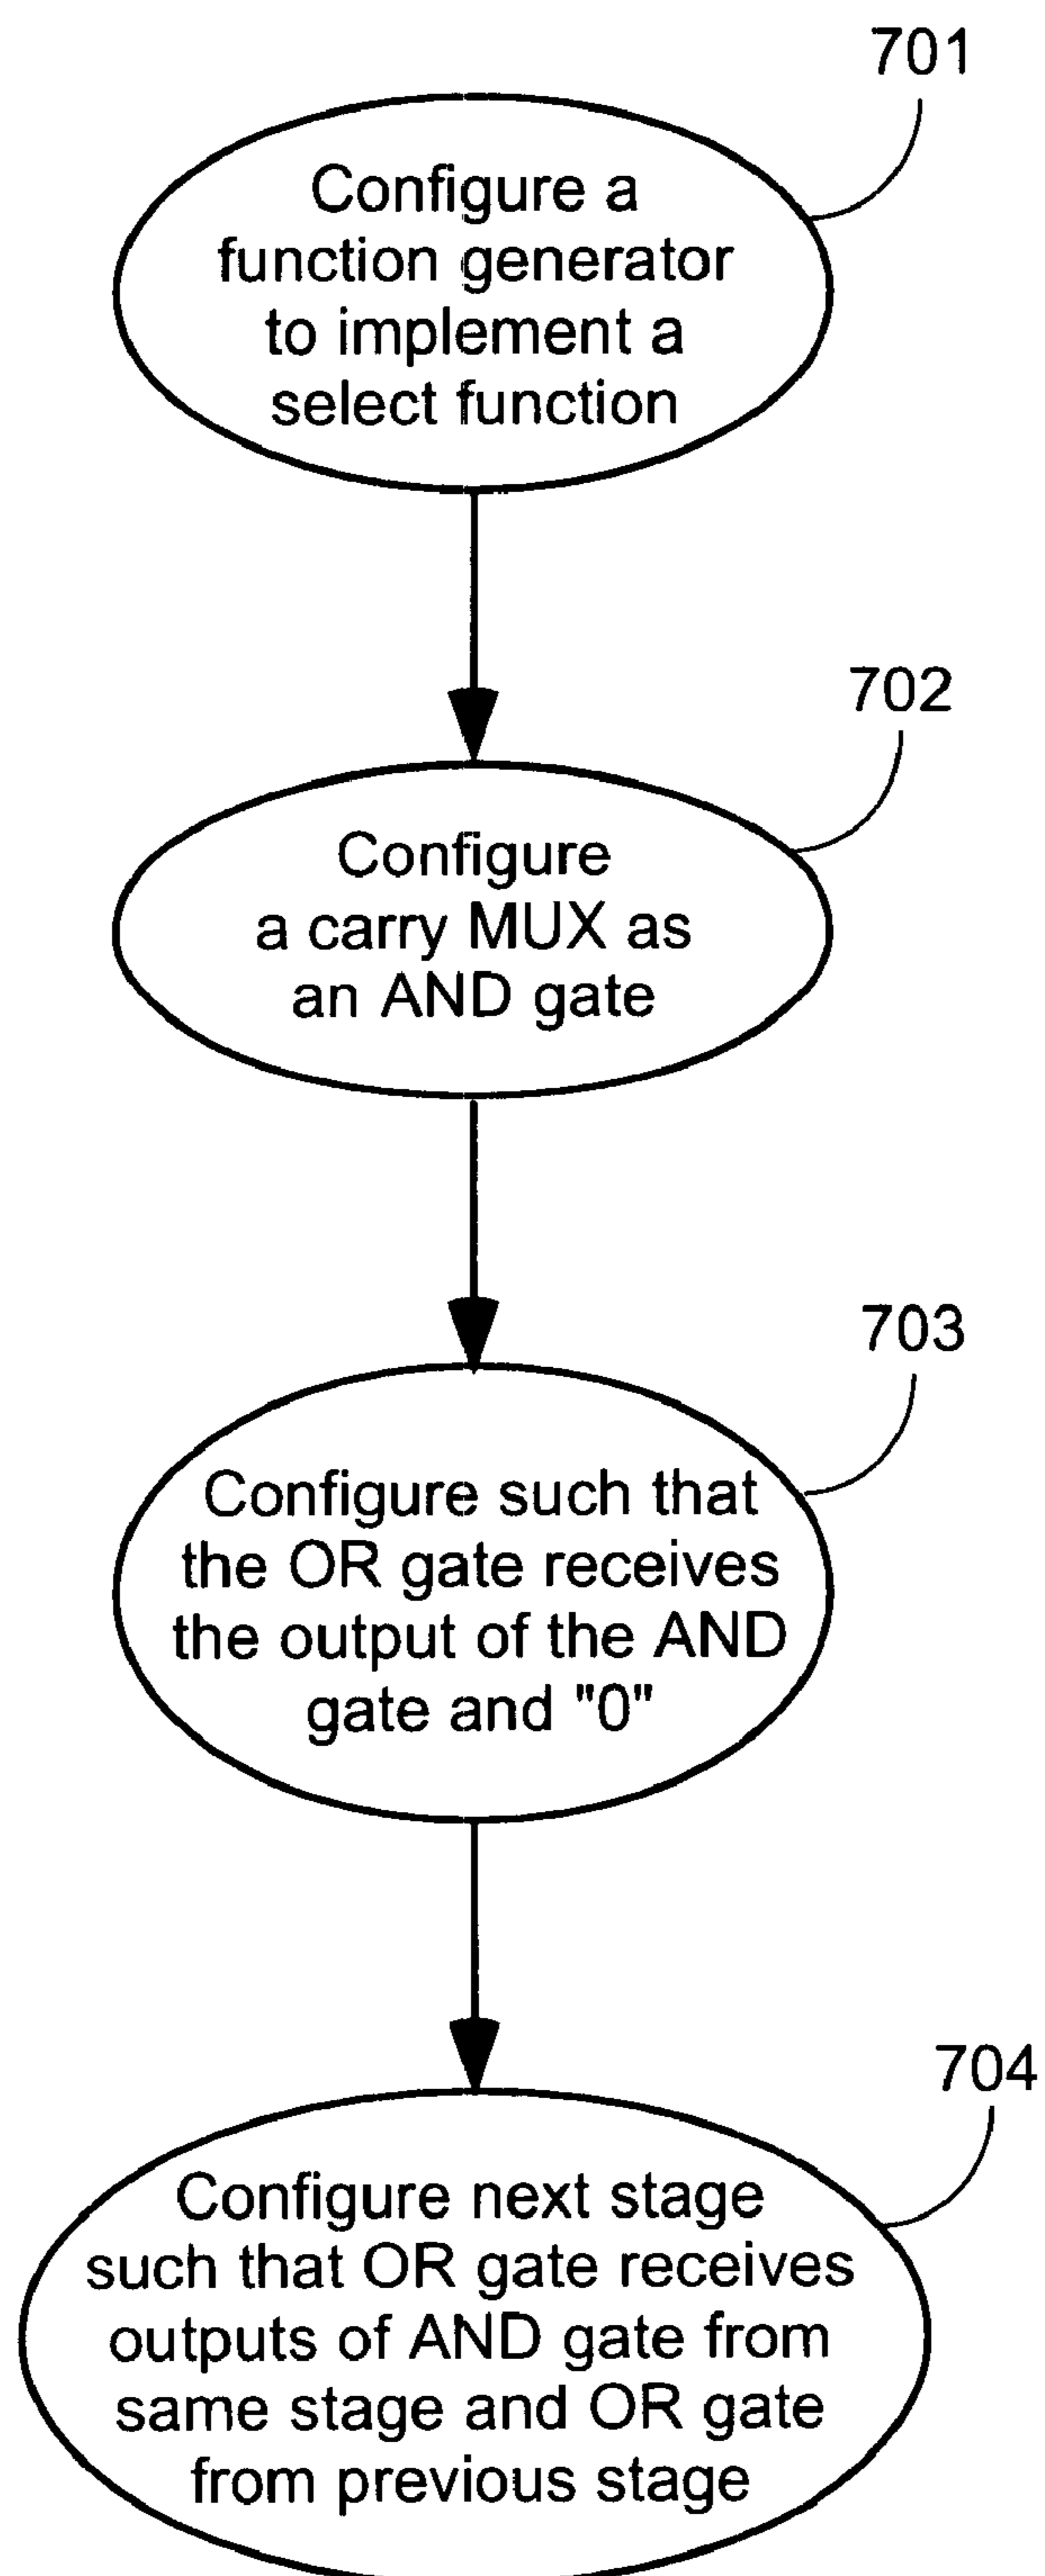 701
Configure a
function generator
to implement a
select function
702
Configure
a carry MUX as
an AND gate
703
Configure such that
the OR gate receives
the output of the AND
gate and "0"
704
Configure next stage
such that OR gate receives
outputs of AND gate from
same stage and OR gate
from previous stage